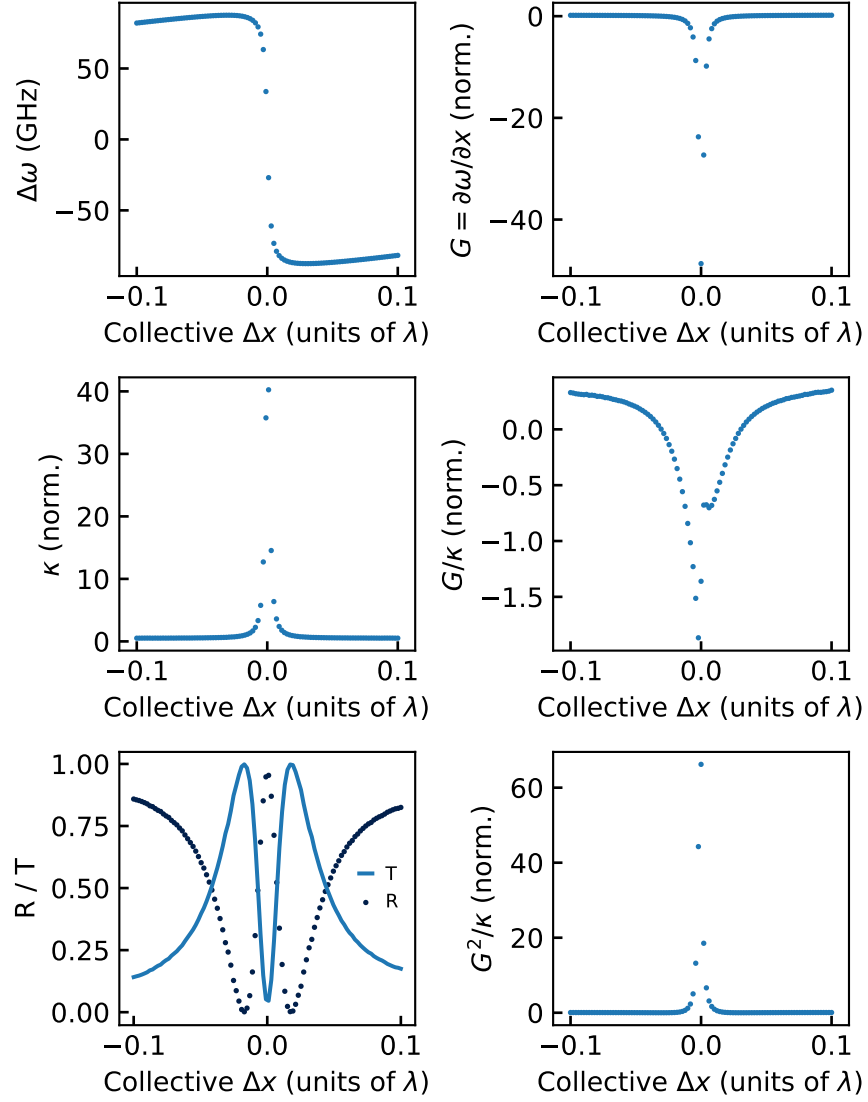 50
0
−50
Δω (GHz)
−0.1 0.0 0.1
Collective Δx (units of λ)
0
−20
−40
G = ∂ω/∂x (norm.)
−0.1 0.0 0.1
Collective Δx (units of λ)
40
30
20
10
0
κ (norm.)
−0.1 0.0 0.1
Collective Δx (units of λ)
0.0
−0.5
−1.0
−1.5
G/κ (norm.)
−0.1 0.0 0.1
Collective Δx (units of λ)
1.00
0.75
0.50
0.25
0.00
R / T
T
R
−0.1 0.0 0.1
Collective Δx (units of λ)
60
40
20
0
G²/κ (norm.)
−0.1 0.0 0.1
Collective Δx (units of λ)